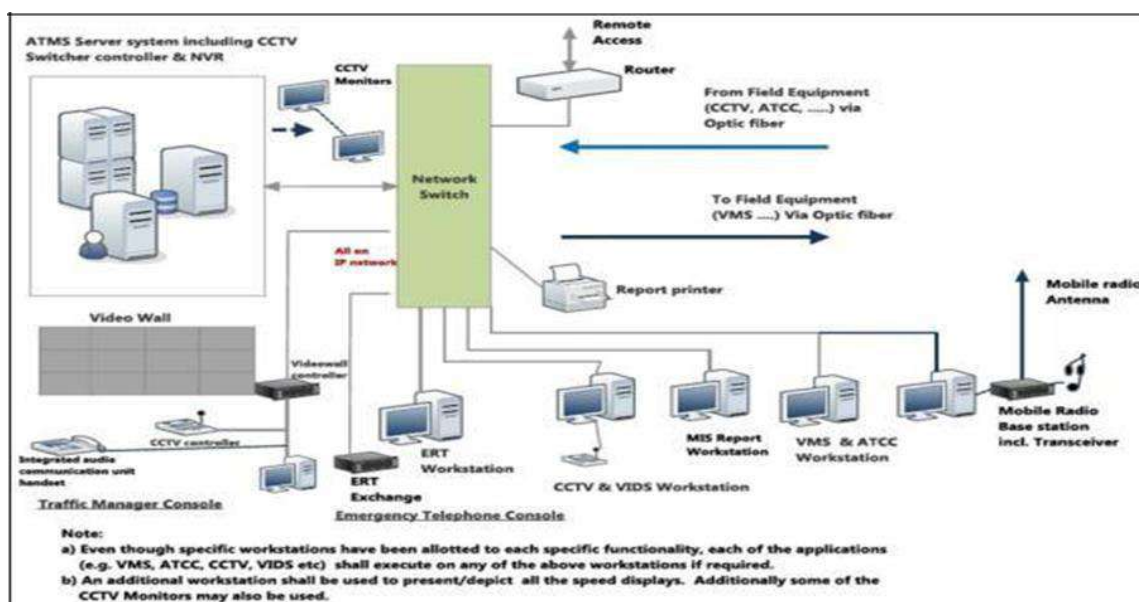 ATMS Server system including CCTV
Switcher controller & NVR
CCTV
Monitors
Remote
Access
Router
From Field Equipment
(CCTV, ATCC, .....) via
Optic fiber
Network
Switch
To Field Equipment
(VMS ....) Via Optic fiber
All on
IP network
Report printer
Mobile radio
Antenna
Video Wall
Videowall
controller
CCTV controller
Integrated audio
communication unit
handset
Traffic Manager Console
ERT
Workstation
ERT
Exchange
Emergency Telephone Console
CCTV & VIDS Workstation
MIS Report
Workstation
VMS & ATCC
Workstation
Mobile Radio
Base station
incl. Transceiver
Note:
a) Even though specific workstations have been allotted to each specific functionality, each of the applications
(e.g. VMS, ATCC, CCTV, VIDS etc) shall execute on any of the above workstations if required.
b) An additional workstation shall be used to present/depict all the speed displays. Additionally some of the
CCTV Monitors may also be used.